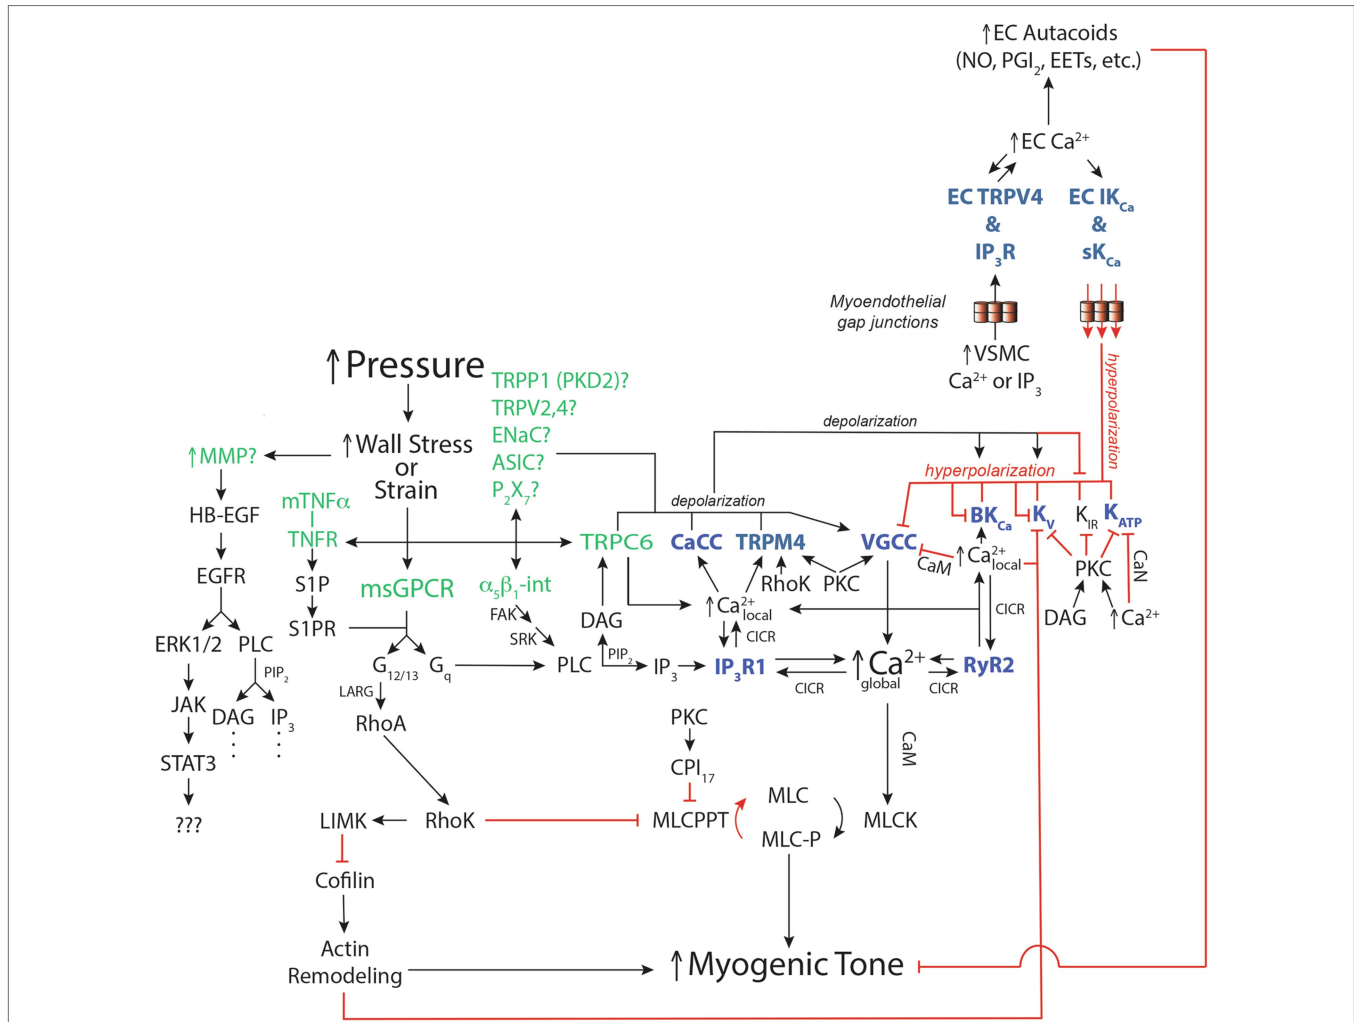 ↑EC Autacoids
(NO, PGI2, EETs, etc.)
↑EC Ca2+
EC TRPV4
&
IP3R
EC IKCa
&
sKCa
Myoendothelial
gap junctions
↑VSMC
Ca2+ or IP3
hyperpolarization
↑Pressure
TRPP1 (PKD2)?
TRPV2,4?
ENaC?
ASIC?
P2X7?
↑Wall Stress
or
Strain
↑MMP?
HB-EGF
EGFR
ERK1/2
PLC
PIP2
JAK
DAG
IP3
STAT3
???
mTNFα
TNFR
S1P
S1PR
msGPCR
α5β1-int
FAK
SRK
G12/13
Gq
LARG
RhoA
depolarization
depolarization
hyperpolarization
TRPC6
CaCC
TRPM4
VGCC
BKCa
KV
KIR
KATP
CaM
↑Ca2+local
RhoK
PKC
PKC
CaN
DAG
↑Ca2+
DAG
↑Ca2+local
CICR
CICR
PLC
PIP2
IP3
IP3R1
CICR
↑Ca2+global
CICR
RyR2
PKC
CPI17
CaM
MLC
LIMK
RhoK
MLCPPT
MLC-P
MLCK
Cofilin
Actin
Remodeling
↑Myogenic Tone